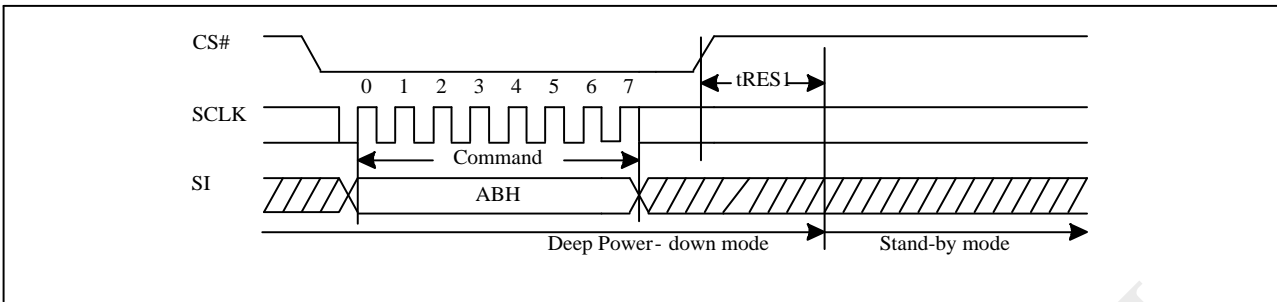 CS#
tRES1
0 1 2 3 4 5 6 7
SCLK
Command
SI
ABH
Deep Power- down mode Stand-by mode